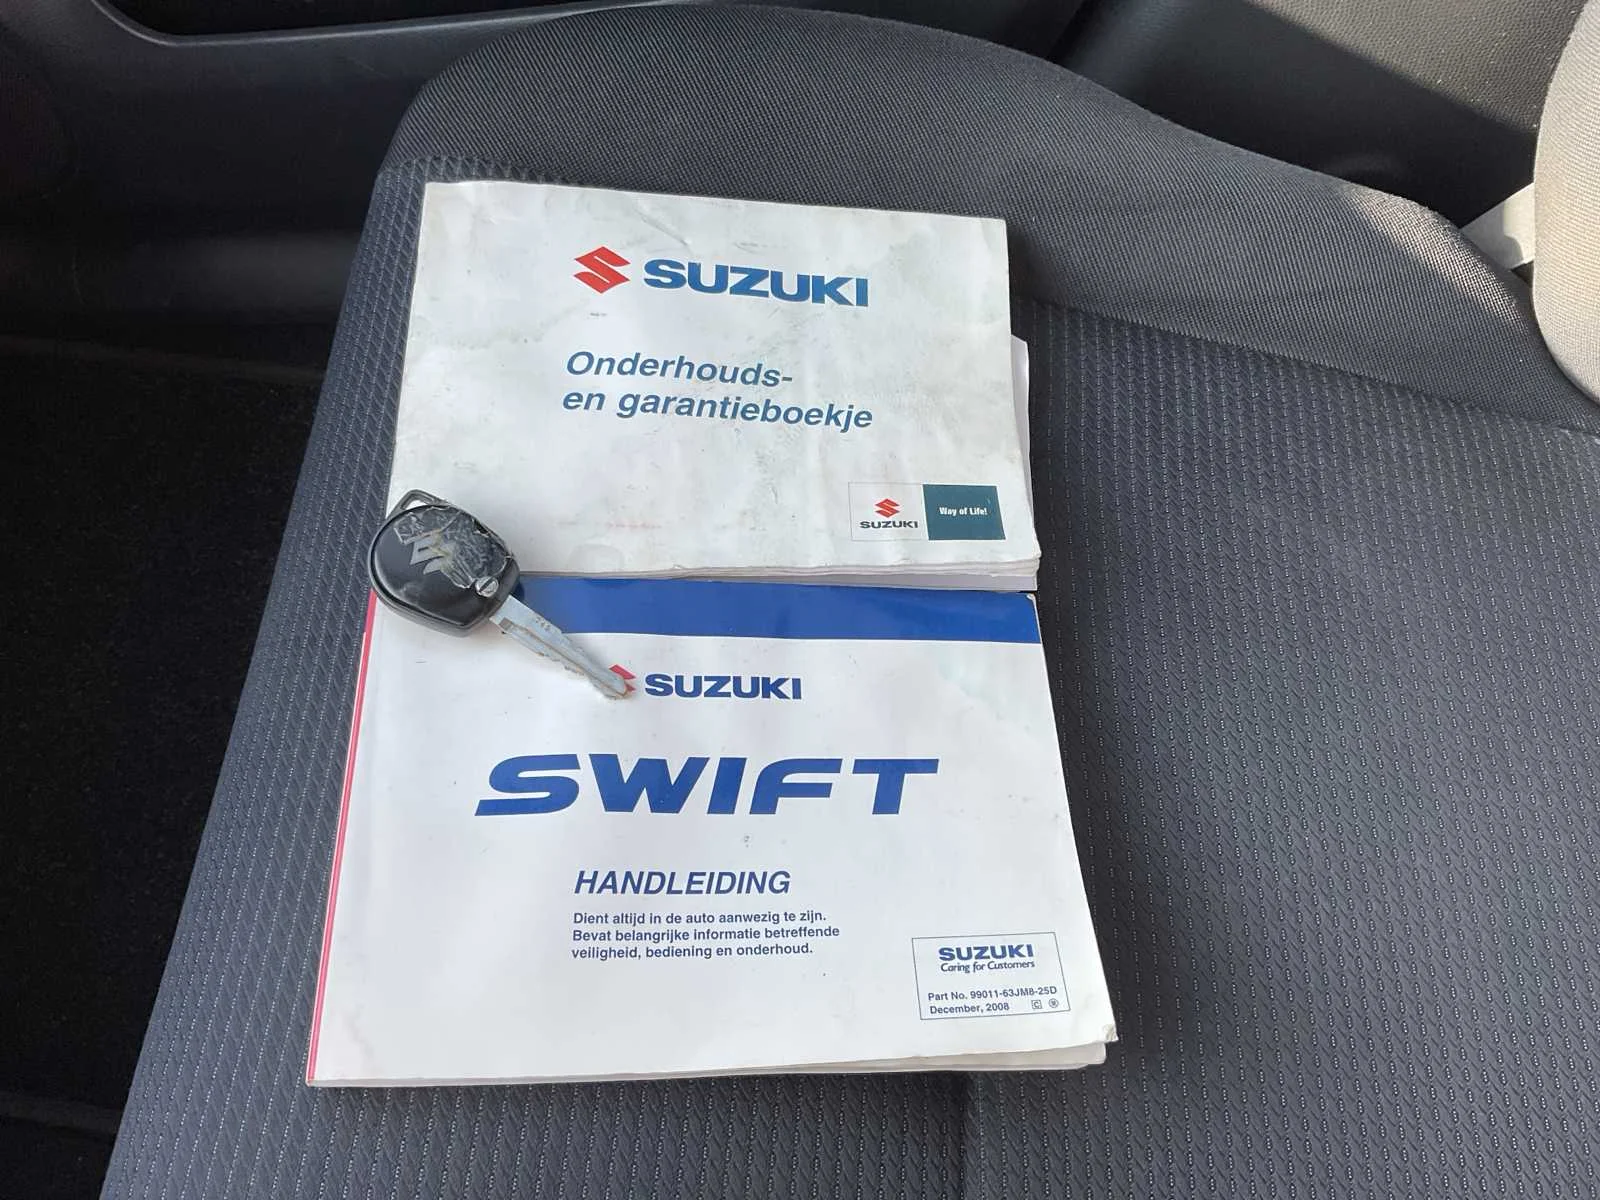 SUZUKI
Onderhouds-
en garantieboekje
SUZUKI
Way of Life!
SUZUKI
SWIFT
HANDLEIDING
Dient altijd in de auto aanwezig te zijn.
Bevat belangrijke informatie betreffende
veiligheid, bediening en onderhoud.
SUZUKI
Caring for Customers
Part No. 99011-63JM8-25D
December, 2008